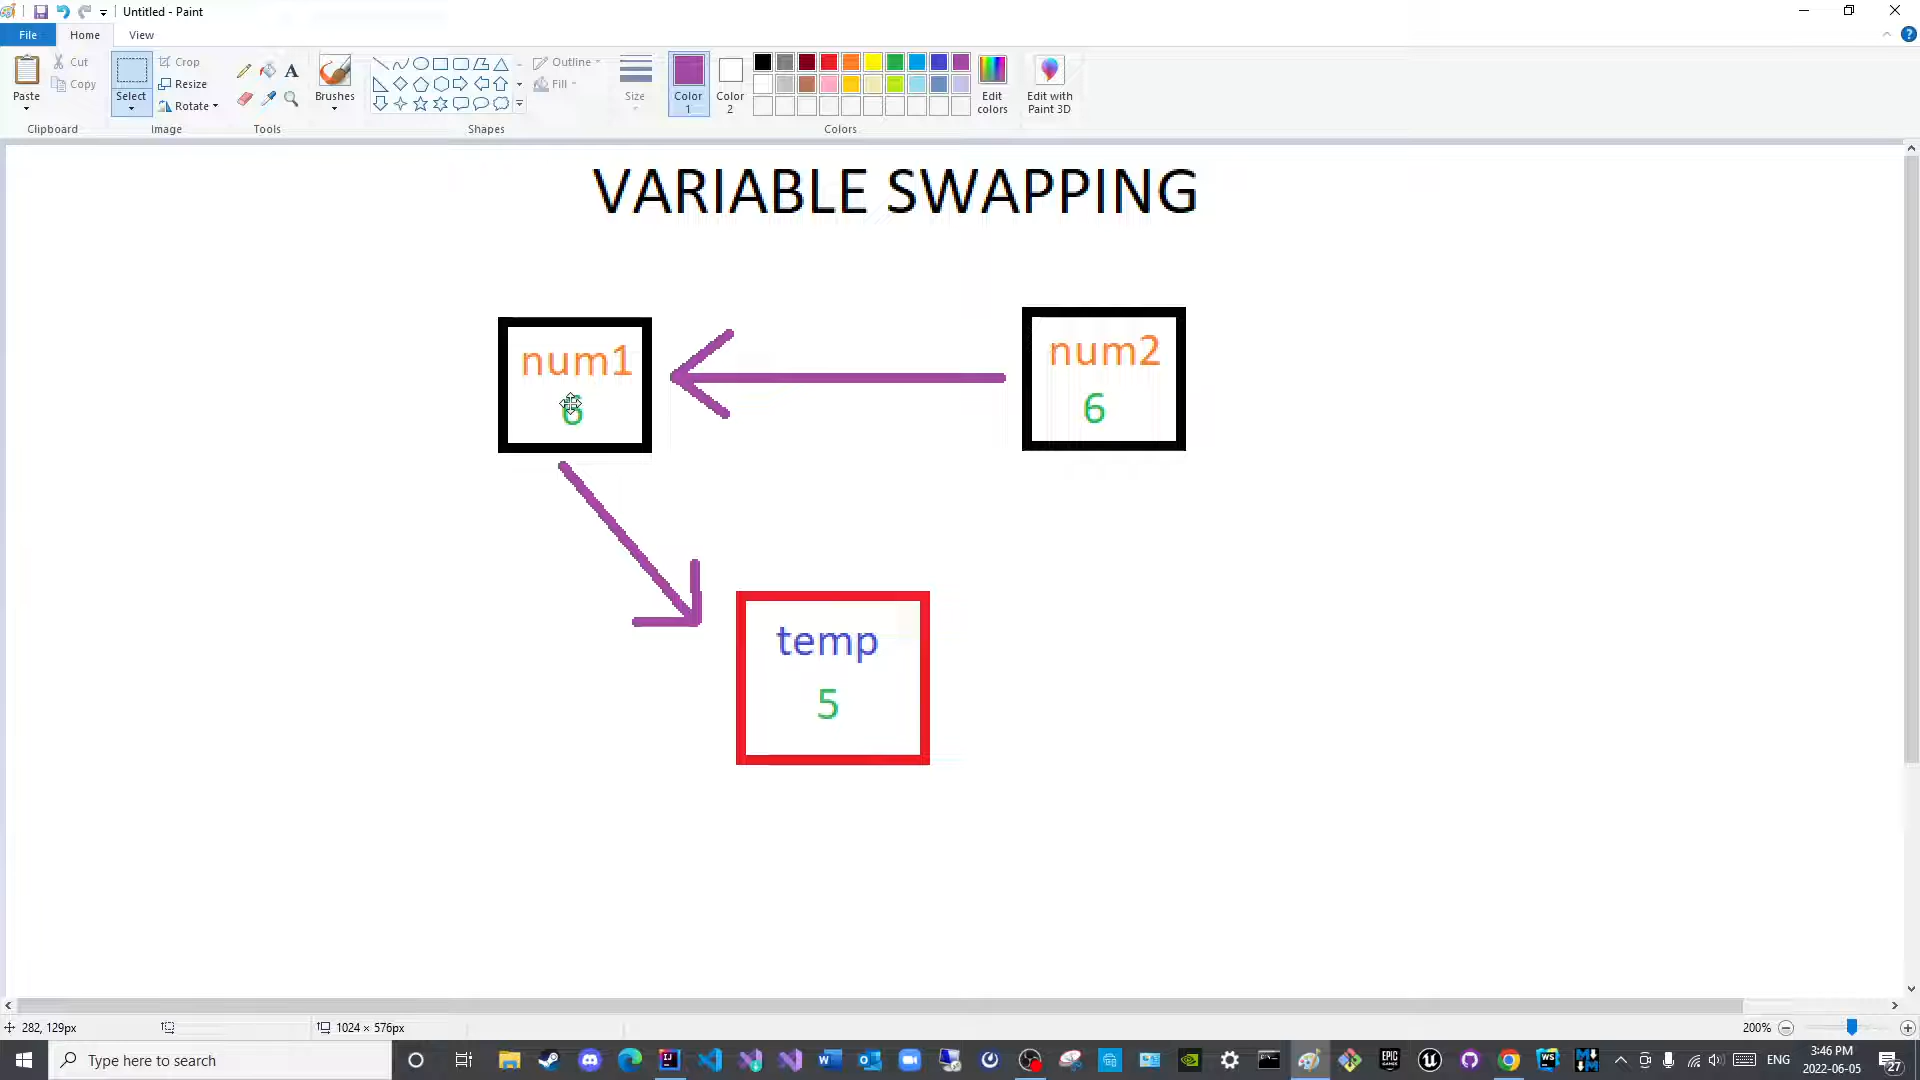 Untitled - Paint
File Home View
Paste
Cut
Copy
Clipboard
Select
Crop
Resize
Rotate
Image
Tools
Brushes
Shapes
Outline
Fill
Size
Color 1
Color 2
Colors
Edit colors
Edit with Paint 3D
VARIABLE SWAPPING
num1
6
num2
6
temp
5
282, 129px
1024 × 576px
200%
Type here to search
ENG
3:46 PM
2022-06-05
27